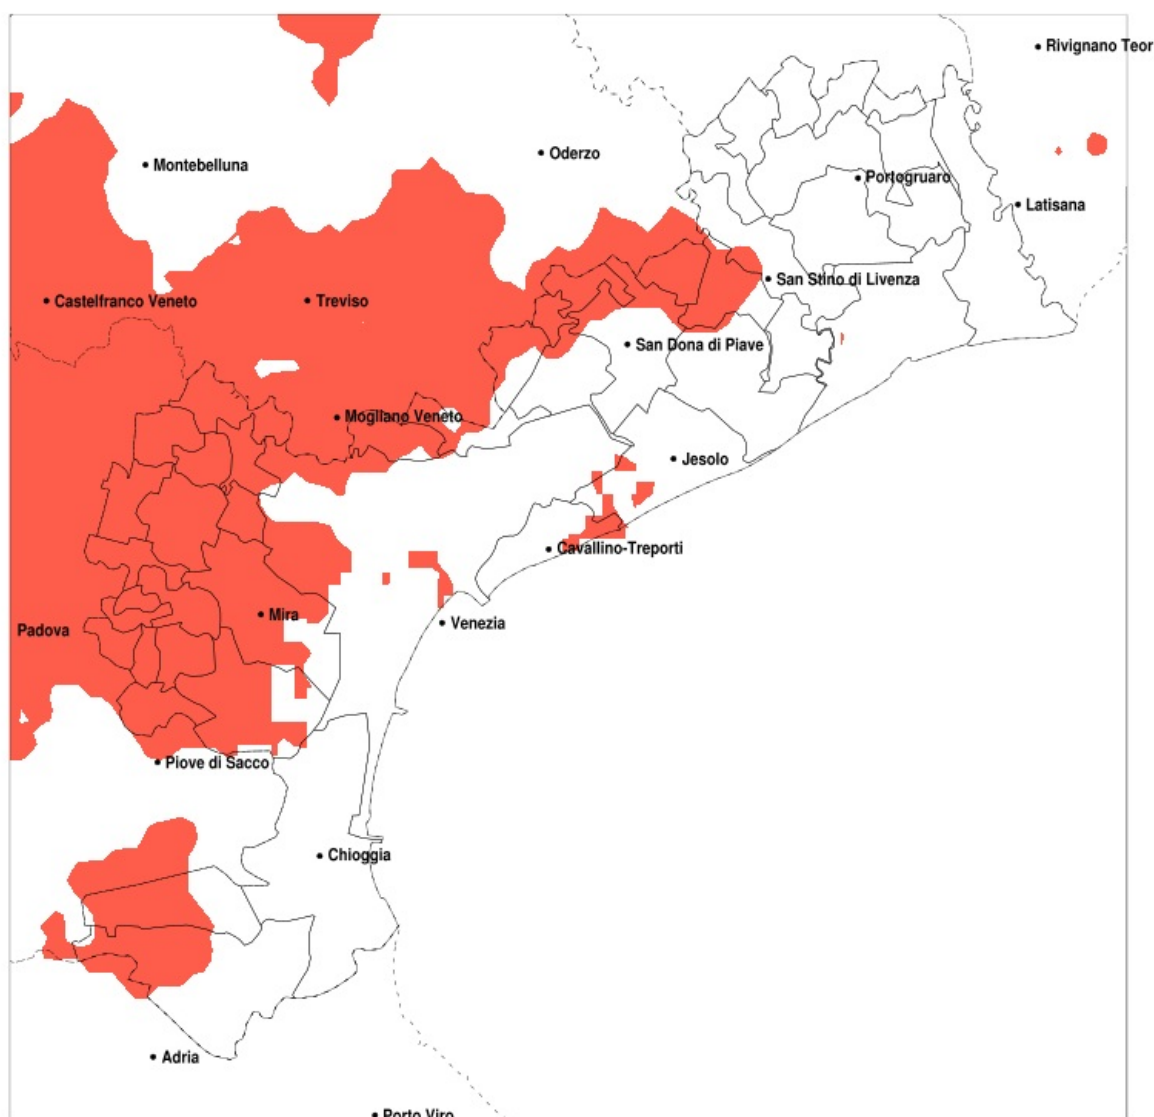 Rivignano Teor
Oderzo
Montebelluna
Portogruaro
Latisana
San Stino di Livenza
Castelfranco Veneto
Treviso
San Dona di Piave
Mogliano Veneto
Jesolo
Cavallino-Treporti
Mira
Venezia
Padova
Piove di Sacco
Chioggia
Adria
Porto Viro